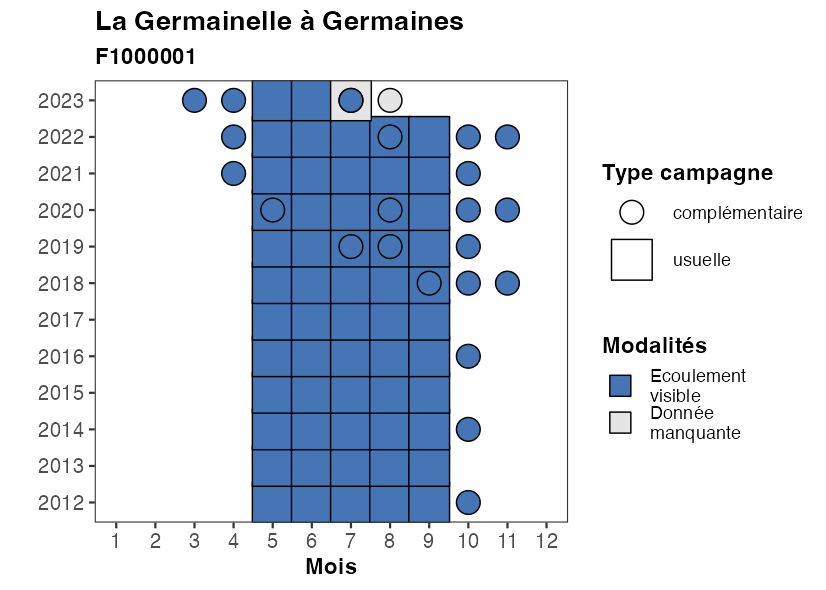 La Germainelle à Germaines
F1000001
2023
2022
2021
2020
2019
2018
2017
2016
2015
2014
2013
2012
1 2 3 4 5 6 7 8 9 10 11 12
Mois
Type campagne
complémentaire
usuelle
Modalités
Ecoulement
visible
Donnée
manquante